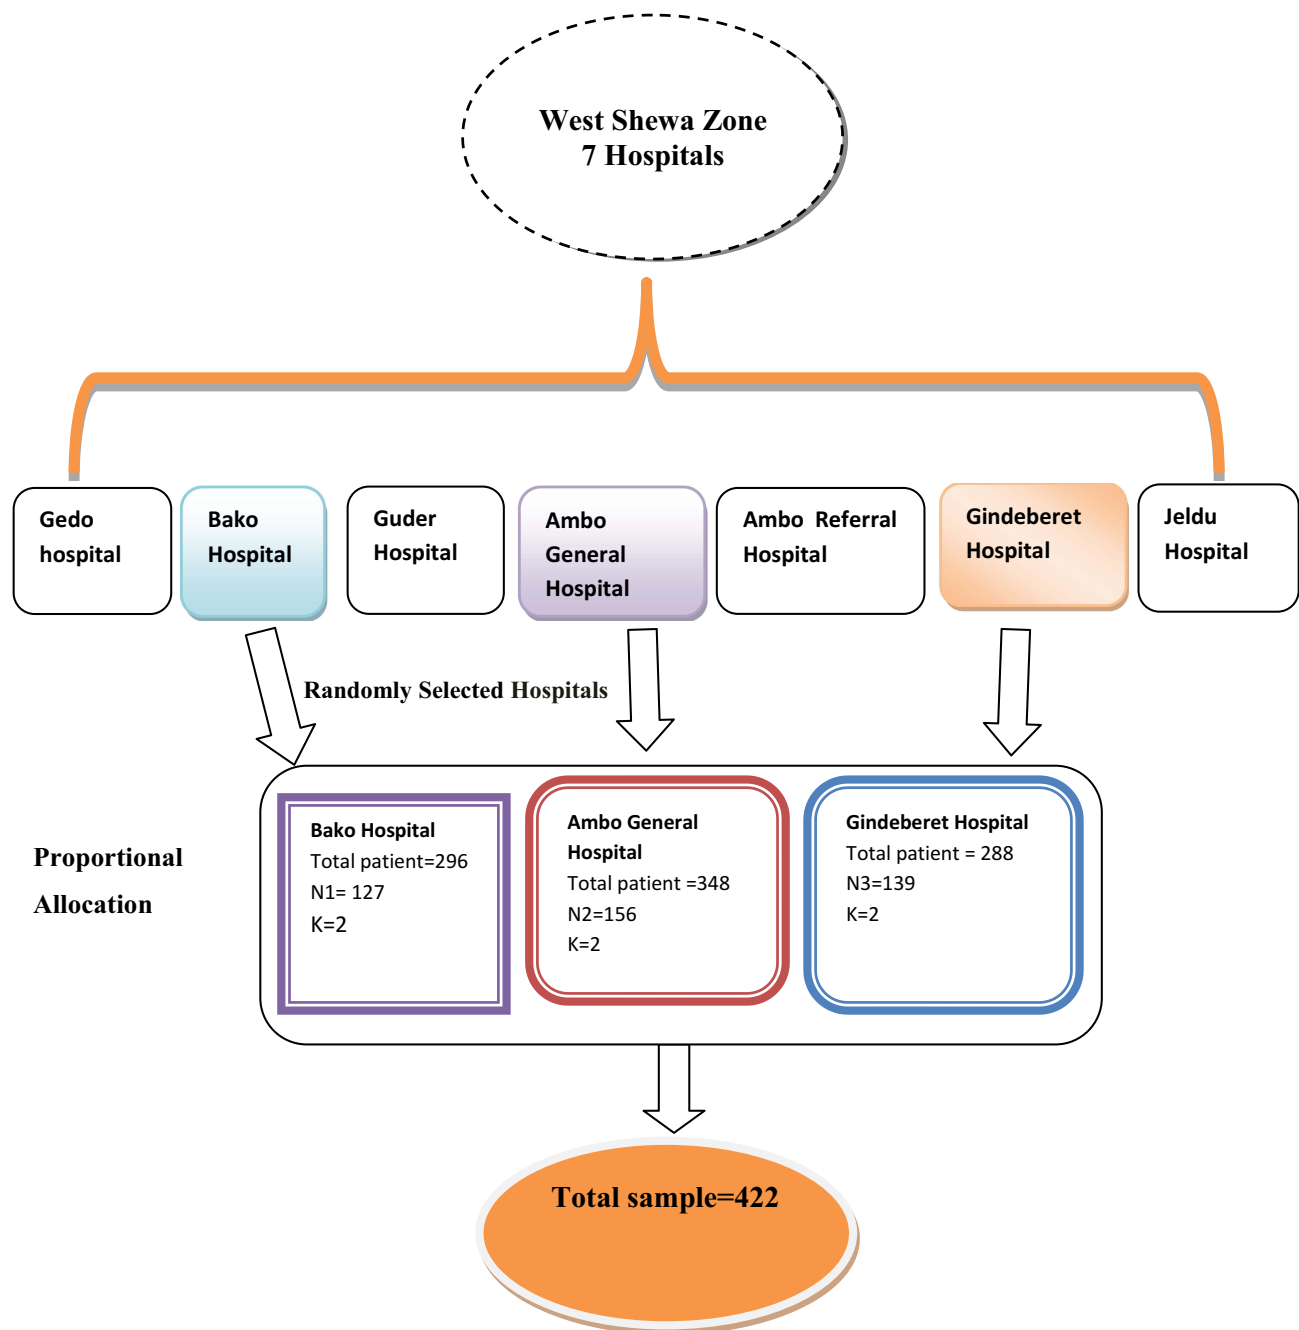 West Shewa Zone
7 Hospitals
Gedo
hospital
Bako
Hospital
Guder
Hospital
Ambo
General
Hospital
Ambo Referral
Hospital
Gindeberet
Hospital
Jeldu
Hospital
Randomly Selected Hospitals
Proportional
Allocation
Bako Hospital
Total patient=296
N1= 127
K=2
Ambo General
Hospital
Total patient =348
N2=156
K=2
Gindeberet Hospital
Total patient = 288
N3=139
K=2
Total sample=422